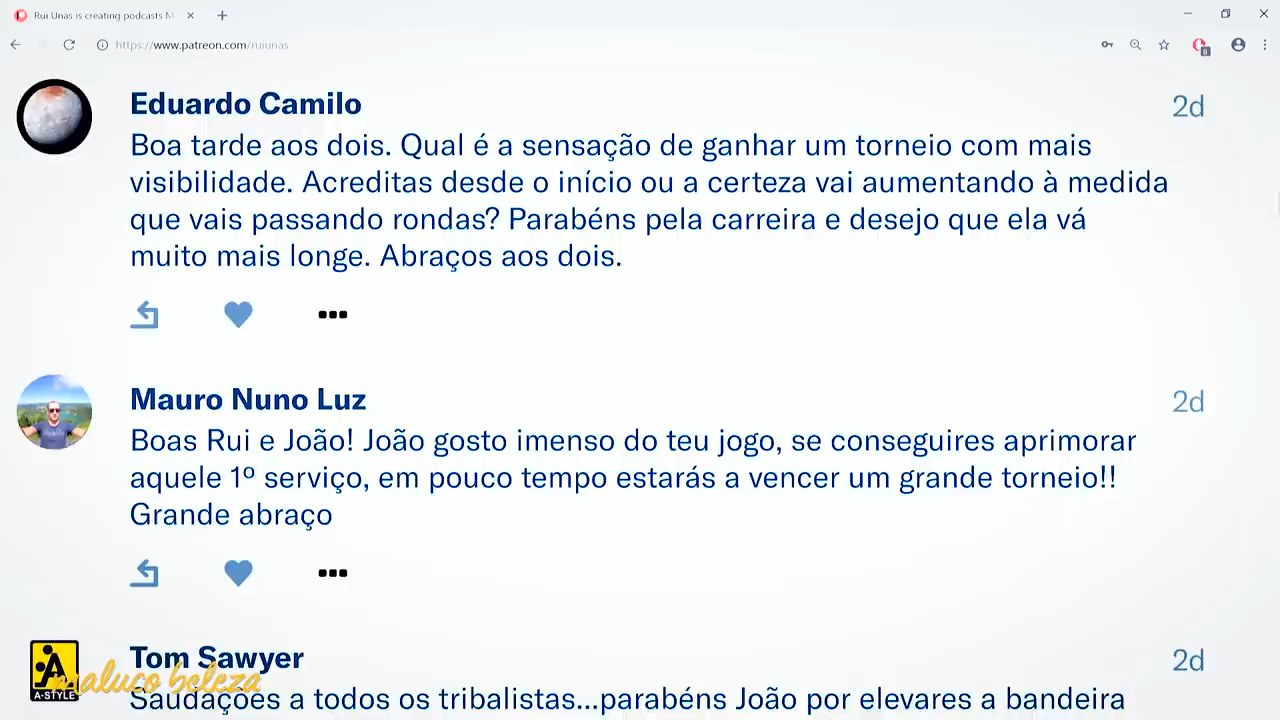 Rui Unas is creating podcasts M
https://www.patreon.com/ruiunas
Eduardo Camilo
2d
Boa tarde aos dois. Qual é a sensação de ganhar um torneio com mais
visibilidade. Acreditas desde o início ou a certeza vai aumentando à medida
que vais passando rondas? Parabéns pela carreira e desejo que ela vá
muito mais longe. Abraços aos dois.
Mauro Nuno Luz
2d
Boas Rui e João! João gosto imenso do teu jogo, se conseguires aprimorar
aquele 1º serviço, em pouco tempo estarás a vencer um grande torneio!!
Grande abraço
Tom Sawyer
2d
A-STYLE
maluco beleza
Saudações a todos os tribalistas...parabéns João por elevares a bandeira